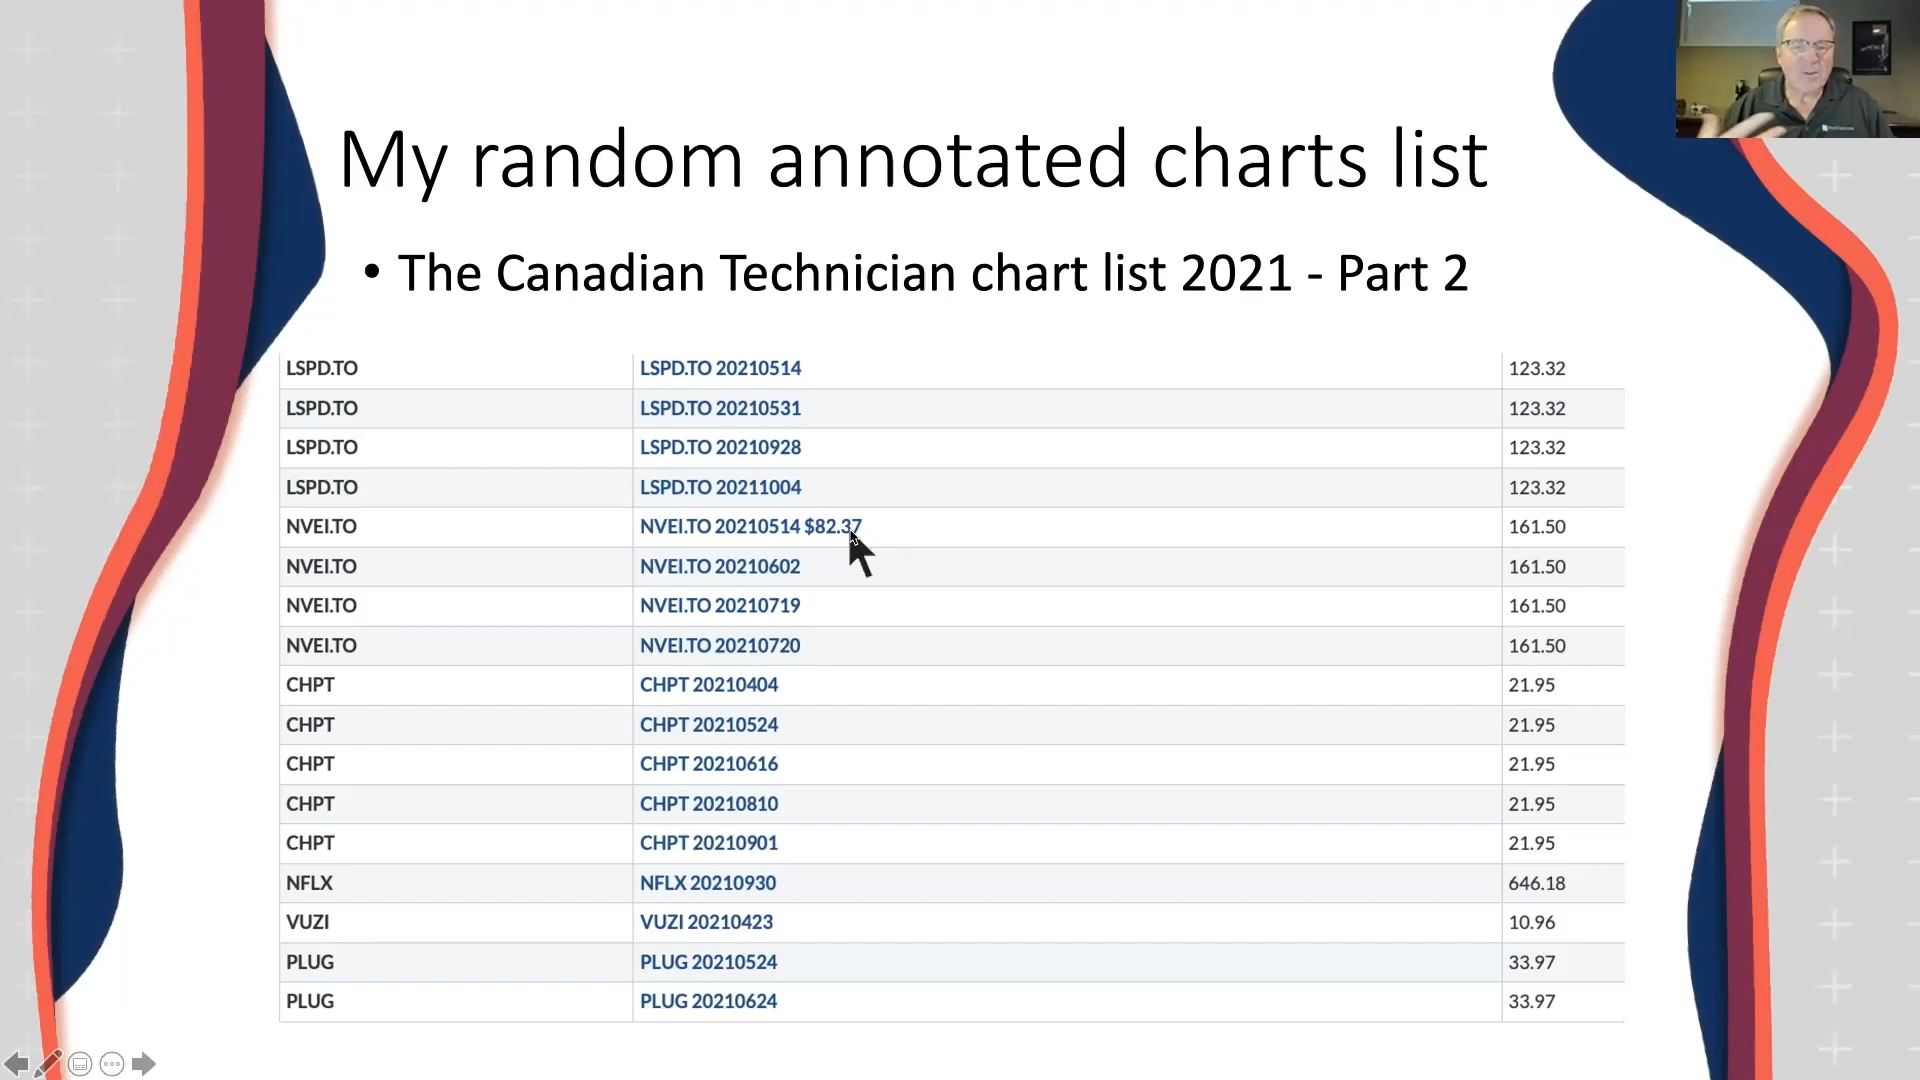 My random annotated charts list
• The Canadian Technician chart list 2021 - Part 2
LSPD.TO LSPD.TO 20210514 123.32
LSPD.TO LSPD.TO 20210531 123.32
LSPD.TO LSPD.TO 20210928 123.32
LSPD.TO LSPD.TO 20211004 123.32
NVEI.TO NVEI.TO 20210514 $82.37 161.50
NVEI.TO NVEI.TO 20210602 161.50
NVEI.TO NVEI.TO 20210719 161.50
NVEI.TO NVEI.TO 20210720 161.50
CHPT CHPT 20210404 21.95
CHPT CHPT 20210524 21.95
CHPT CHPT 20210616 21.95
CHPT CHPT 20210810 21.95
CHPT CHPT 20210901 21.95
NFLX NFLX 20210930 646.18
VUZI VUZI 20210423 10.96
PLUG PLUG 20210524 33.97
PLUG PLUG 20210624 33.97